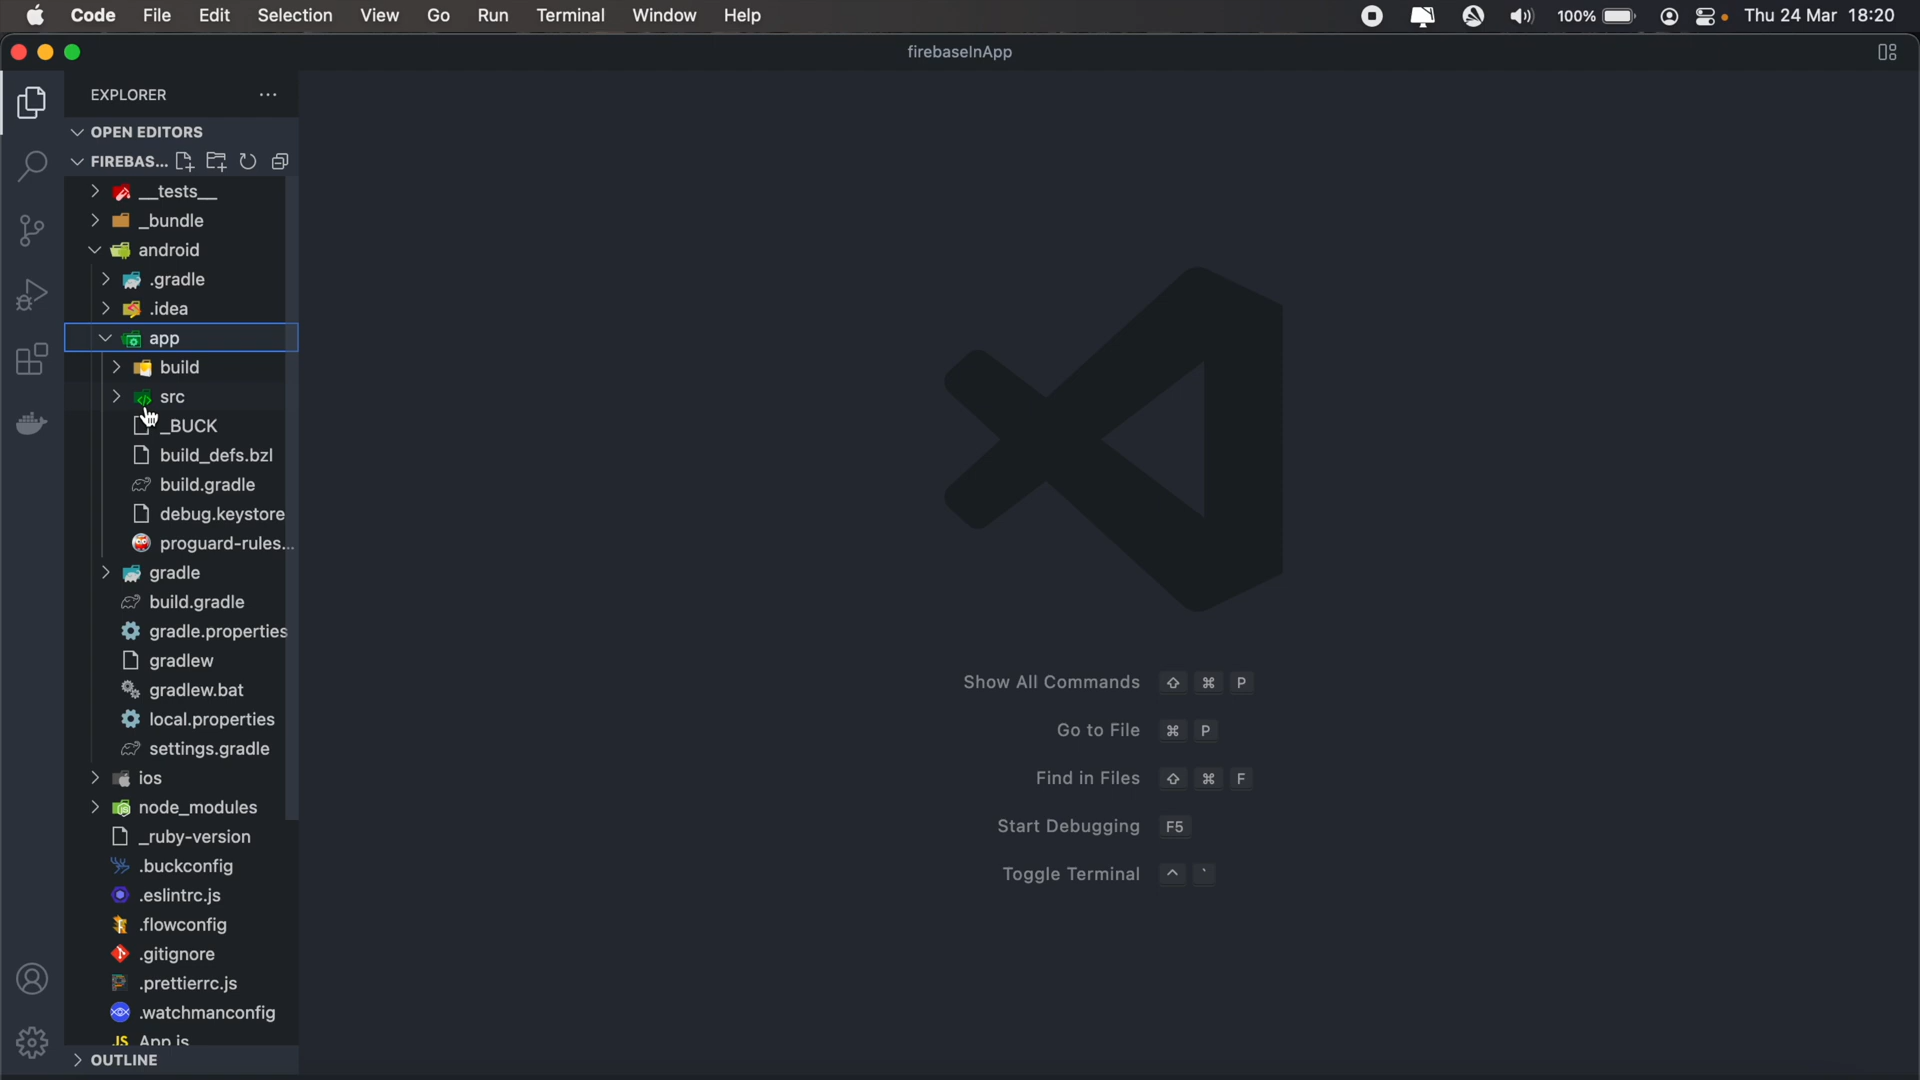 Code File Edit Selection View Go Run Terminal Window Help 100% Thu 24 Mar 18:20
firebaseInApp
EXPLORER
OPEN EDITORS
FIREBAS...
__tests__
_bundle
android
.gradle
.idea
app
build
src
_BUCK
build_defs.bzl
build.gradle
debug.keystore
proguard-rules...
gradle
build.gradle
gradle.properties
gradlew
gradlew.bat
local.properties
settings.gradle
ios
node_modules
_ruby-version
.buckconfig
.eslintrc.js
.flowconfig
.gitignore
.prettierrc.js
.watchmanconfig
JS App.js
OUTLINE
Show All Commands ⇧ ⌘ P
Go to File ⌘ P
Find in Files ⇧ ⌘ F
Start Debugging F5
Toggle Terminal ^ `